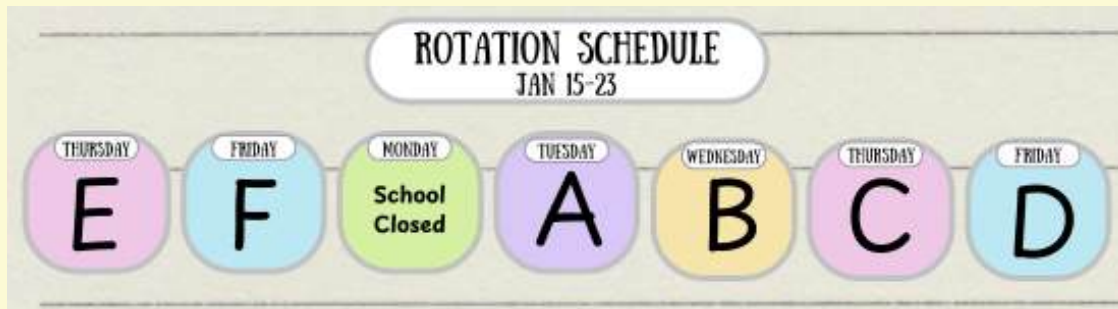 ROTATION SCHEDULE
JAN 15-23
THURSDAY
E
FRIDAY
F
MONDAY
School
Closed
TUESDAY
A
WEDNESDAY
B
THURSDAY
C
FRIDAY
D